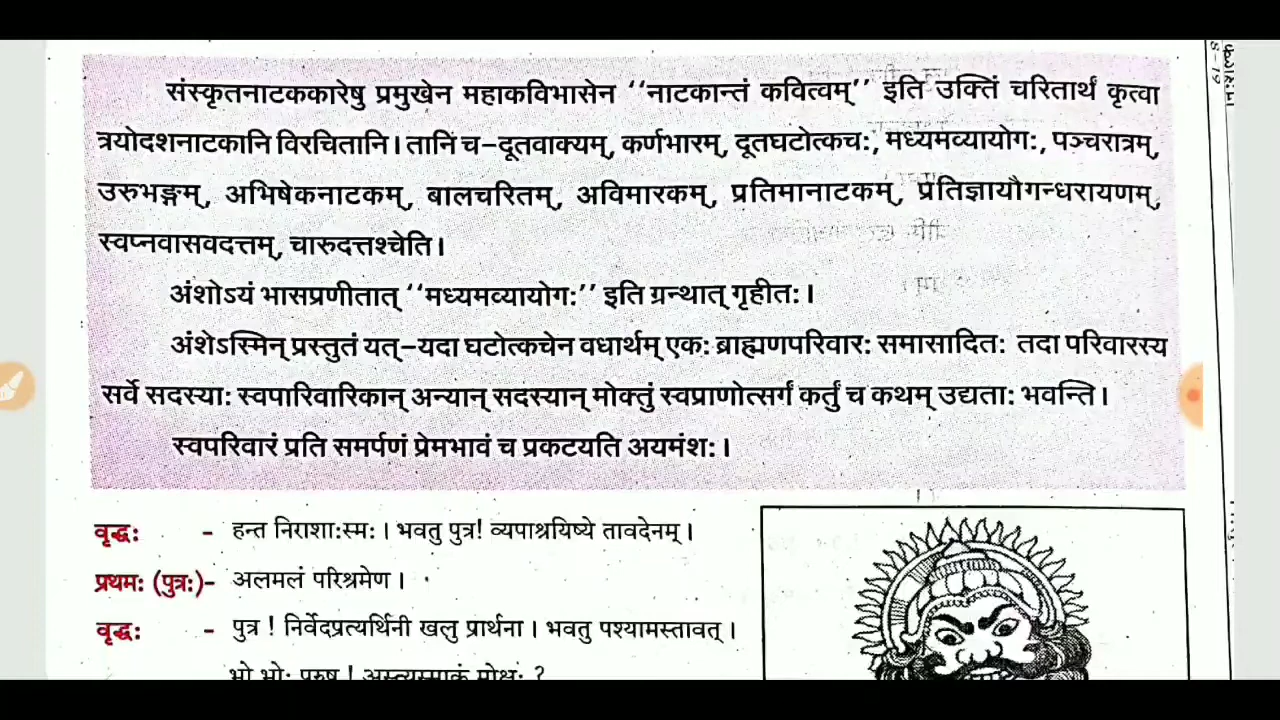 संस्कृतनाटककारेषु प्रमुखेन महाकविभासेन ‘‘नाटकान्तं कवित्वम्’’ इति उक्तिं चरितार्थं कृत्वा
त्रयोदशनाटकानि विरचितानि। तानि च-दूतवाक्यम्, कर्णभारम्, दूतघटोत्कचः, मध्यमव्यायोगः, पञ्चरात्रम्,
उरुभङ्गम्, अभिषेकनाटकम्, बालचरितम्, अविमारकम्, प्रतिमानाटकम्, प्रतिज्ञायौगन्धरायणम्,
स्वप्नवासवदत्तम्, चारुदत्तश्चेति।
अंशोऽयं भासप्रणीतात् ‘‘मध्यमव्यायोगः’’ इति ग्रन्थात् गृहीतः।
अंशेऽस्मिन् प्रस्तुतं यत्-यदा घटोत्कचेन वधार्थम् एकः ब्राह्मणपरिवारः समासादितः तदा परिवारस्य
सर्वे सदस्याः स्वपारिवारिकान् अन्यान् सदस्यान् मोक्तुं स्वप्राणोत्सर्गं कर्तुं च कथम् उद्यताः भवन्ति।
स्वपरिवारं प्रति समर्पणं प्रेमभावं च प्रकटयति अयमंशः।
वृद्धः - हन्त निराशाःस्मः। भवतु पुत्र! व्यपाश्रयिष्ये तावदेनम्।
प्रथमः (पुत्रः)- अलमलं परिश्रमेण।
वृद्धः - पुत्र ! निर्वेदप्रत्यर्थिनी खलु प्रार्थना। भवतु पश्यामस्तावत्।
भो भोः पुरुष ! अस्त्यस्माकं मोक्षः ?